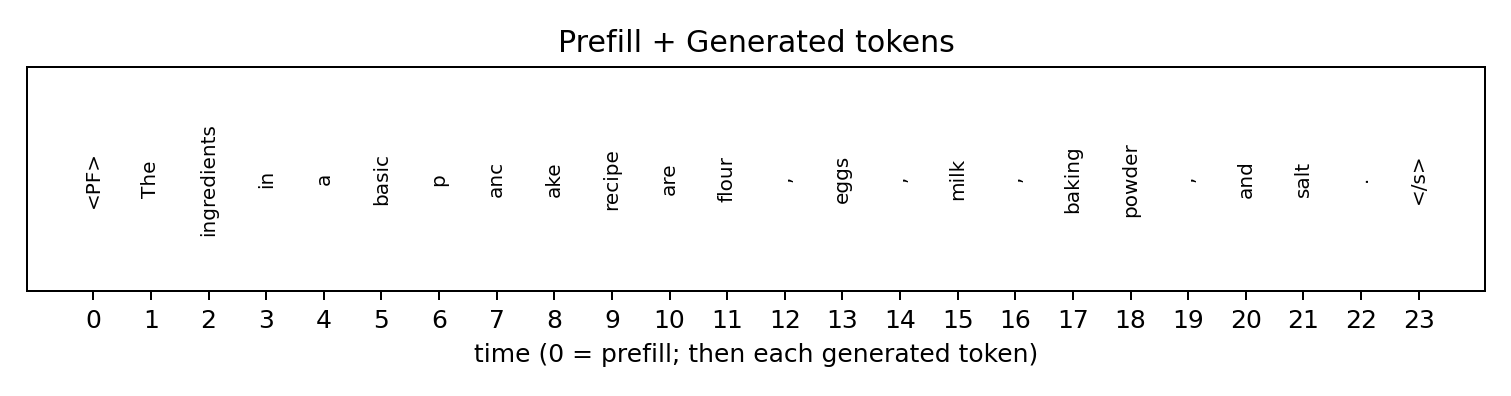 Prefill + Generated tokens
<PF> The ingredients in a basic p anc ake recipe are flour , eggs , milk , baking powder , and salt . </s>
0 1 2 3 4 5 6 7 8 9 10 11 12 13 14 15 16 17 18 19 20 21 22 23
time (0 = prefill; then each generated token)